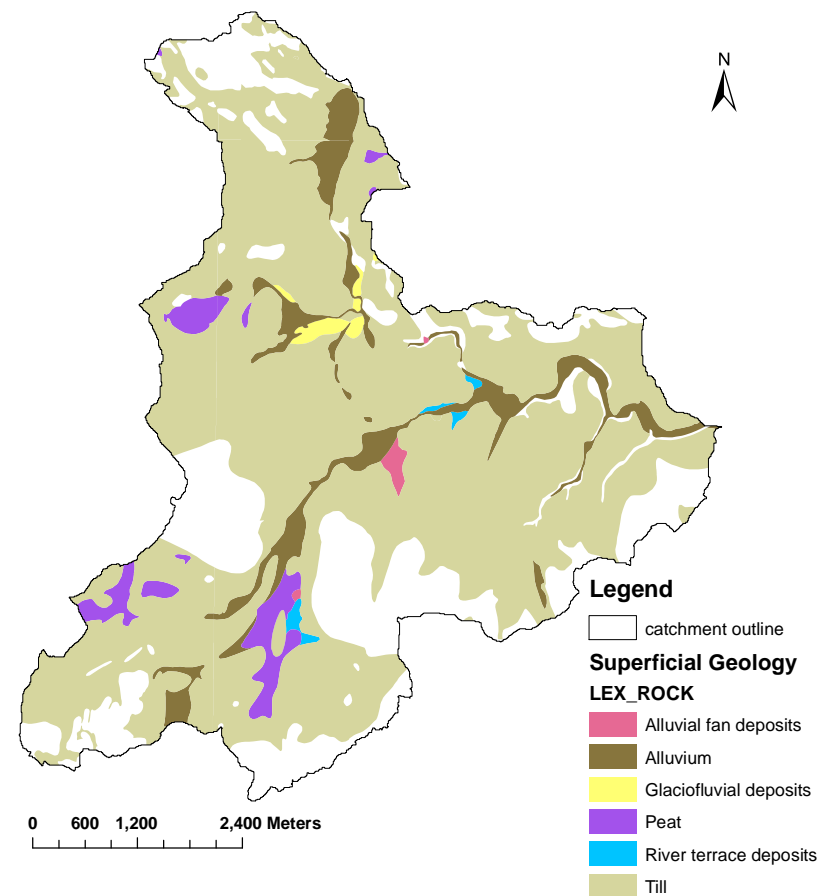 N
Legend
catchment outline
Superficial Geology
LEX_ROCK
Alluvial fan deposits
Alluvium
Glaciofluvial deposits
Peat
River terrace deposits
Till
0 600 1,200 2,400 Meters